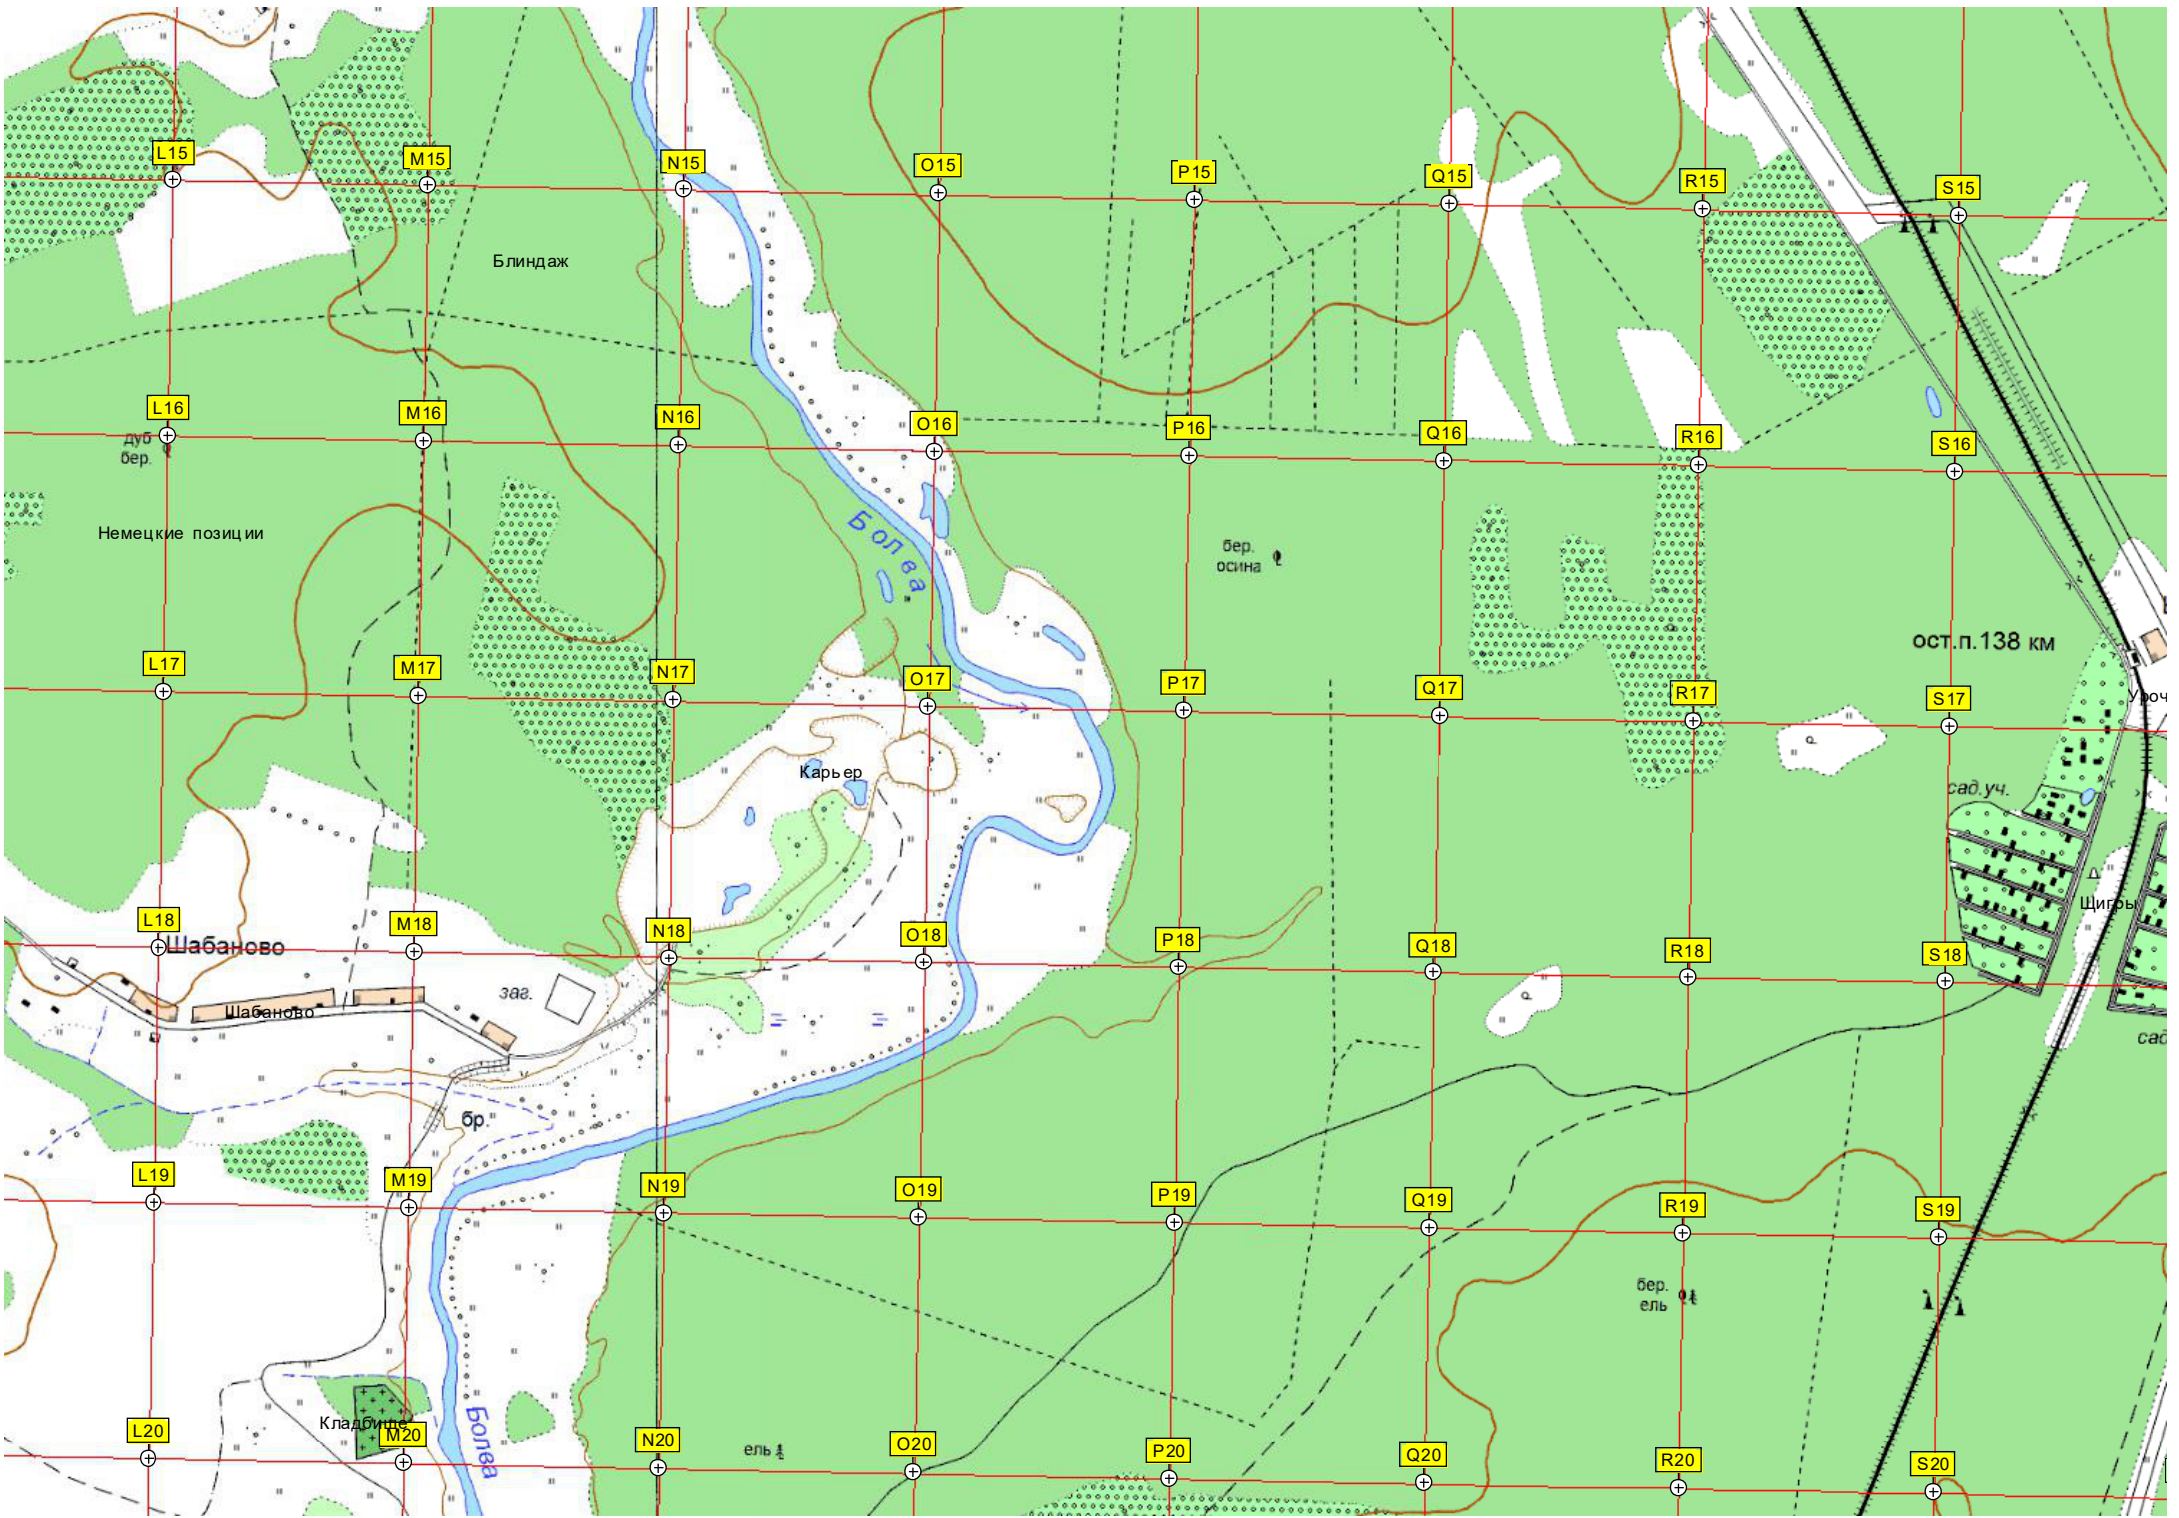 L15
M15
N15
O15
P15
Q15
R15
S15
Блиндаж
L16
M16
N16
O16
P16
Q16
R16
S16
дуб
бер.
Немецкие позиции
Болва
бер.
осина
ост.п.138 км
L17
M17
N17
O17
P17
Q17
R17
S17
Уроч
Карьер
сад.уч.
Щигры
L18
M18
N18
O18
P18
Q18
R18
S18
Шабаново
заг.
Шабаново
сад
бр.
L19
M19
N19
O19
P19
Q19
R19
S19
бер.
ель
Кладбище
Болва
L20
M20
N20
O20
P20
Q20
R20
S20
ель